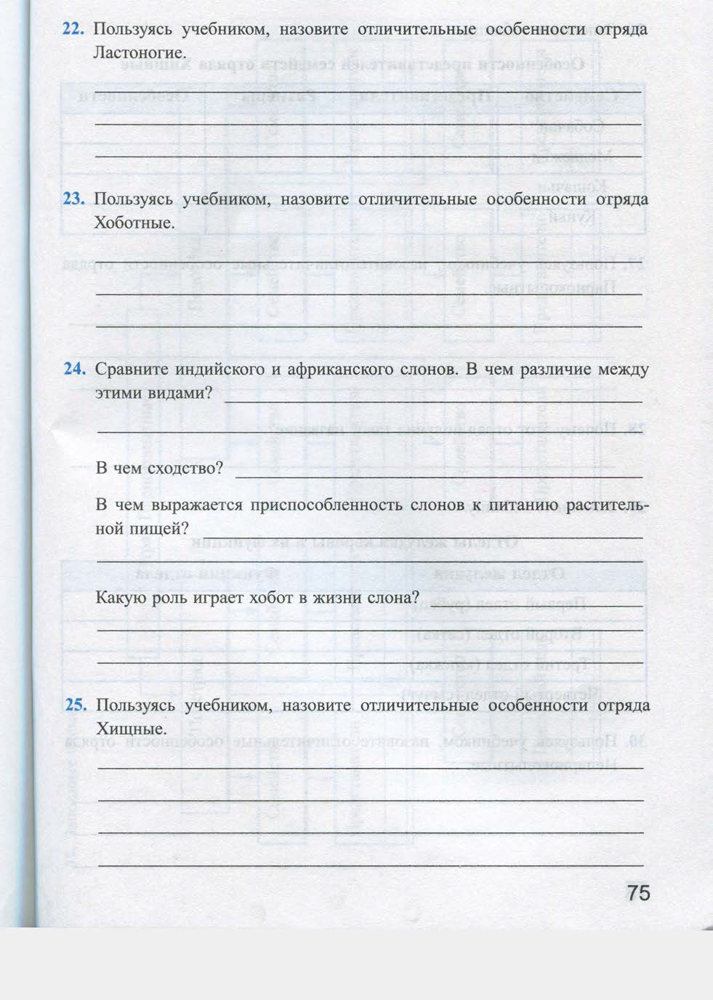 22. Пользуясь учебником, назовите отличительные особенности отряда
Ластоногие.
23. Пользуясь учебником, назовите отличительные особенности отряда
Хоботные.
24. Сравните индийского и африканского слонов. В чем различие между
этими видами?
В чем сходство?
В чем выражается приспособленность слонов к питанию раститель-
ной пищей?
Какую роль играет хобот в жизни слона?
25. Пользуясь учебником, назовите отличительные особенности отряда
Хищные.
75